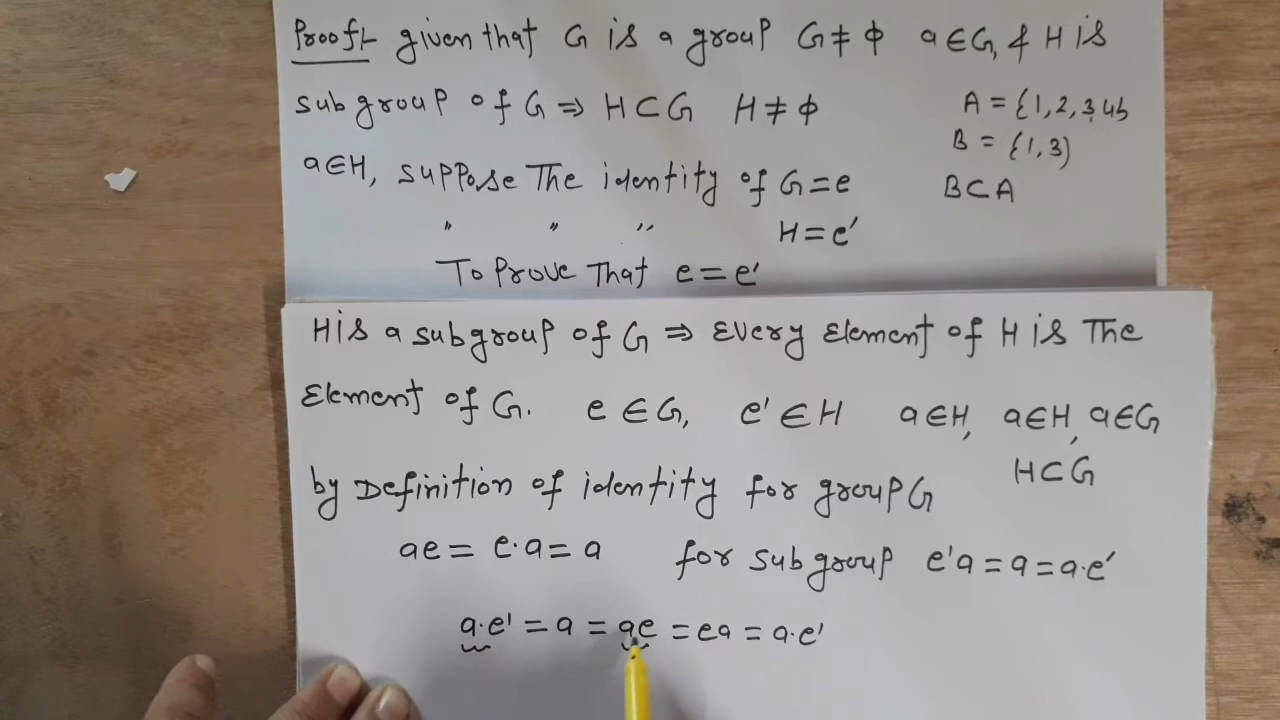 Proof:- given that G is a group G ≠ ϕ a ∈ G, & H is
subgroup of G ⇒ H ⊂ G H ≠ ϕ
A = {1, 2, 3, 4}
B = {1, 3}
B ⊂ A
a ∈ H, suppose The identity of G = e
" " " H = e'
To Prove That e = e'
H is a subgroup of G ⇒ Every Element of H is The
Element of G. e ∈ G, e' ∈ H a ∈ H, a ∈ H, a ∈ G
H ⊂ G
by Definition of identity for group G
ae = e·a = a for subgroup e'a = a = a·e'
a·e' = a = ae = ea = a·e'